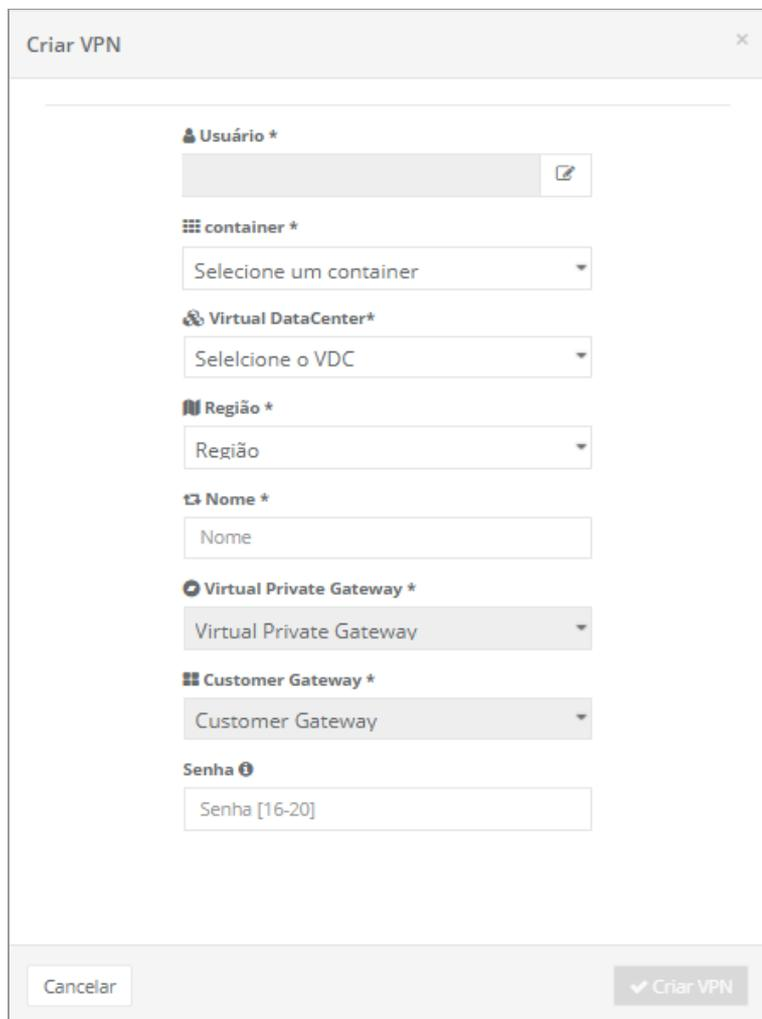 Criar VPN
×
Usuário *
container *
Selecione um container
Virtual DataCenter*
Selelcione o VDC
Região *
Região
Nome *
Nome
Virtual Private Gateway *
Virtual Private Gateway
Customer Gateway *
Customer Gateway
Senha
Senha [16-20]
Cancelar
Criar VPN